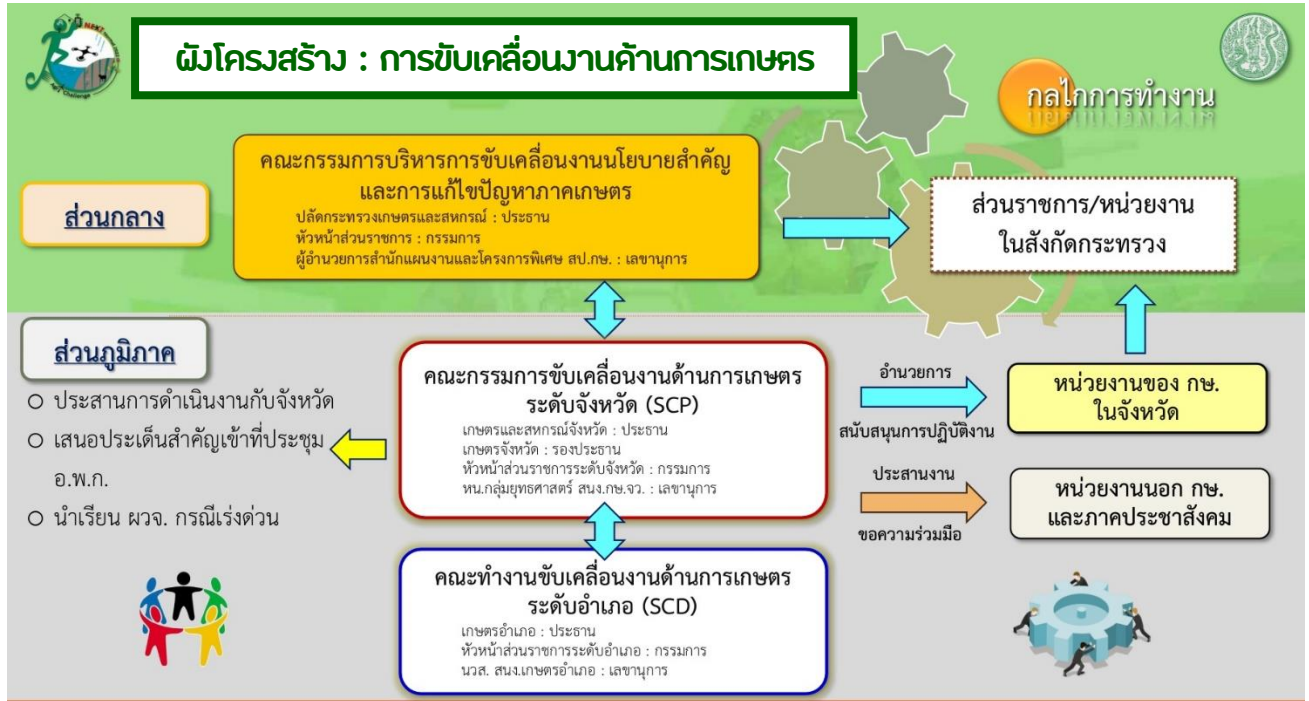 ผังโครงสร้าง : การขับเคลื่อนงานด้านการเกษตร
กลไกการทำงาน
ส่วนกลาง
คณะกรรมการบริหารการขับเคลื่อนงานนโยบายสำคัญ
และการแก้ไขปัญหาภาคเกษตร
ปลัดกระทรวงเกษตรและสหกรณ์ : ประธาน
หัวหน้าส่วนราชการ : กรรมการ
ผู้อำนวยการสำนักแผนงานและโครงการพิเศษ สป.กษ. : เลขานุการ
ส่วนราชการ/หน่วยงาน
ในสังกัดกระทรวง
ส่วนภูมิภาค
ประสานการดำเนินงานกับจังหวัด
เสนอประเด็นสำคัญเข้าที่ประชุม
อ.พ.ก.
นำเรียน ผวจ. กรณีเร่งด่วน
คณะกรรมการขับเคลื่อนงานด้านการเกษตร
ระดับจังหวัด (SCP)
เกษตรและสหกรณ์จังหวัด : ประธาน
เกษตรจังหวัด : รองประธาน
หัวหน้าส่วนราชการระดับจังหวัด : กรรมการ
หน.กลุ่มยุทธศาสตร์ สนง.กษ.จว. : เลขานุการ
อำนวยการ
สนับสนุนการปฏิบัติงาน
หน่วยงานของ กษ.
ในจังหวัด
ประสานงาน
ขอความร่วมมือ
หน่วยงานนอก กษ.
และภาคประชาสังคม
คณะทำงานขับเคลื่อนงานด้านการเกษตร
ระดับอำเภอ (SCD)
เกษตรอำเภอ : ประธาน
หัวหน้าส่วนราชการระดับอำเภอ : กรรมการ
นวส. สนง.เกษตรอำเภอ : เลขานุการ